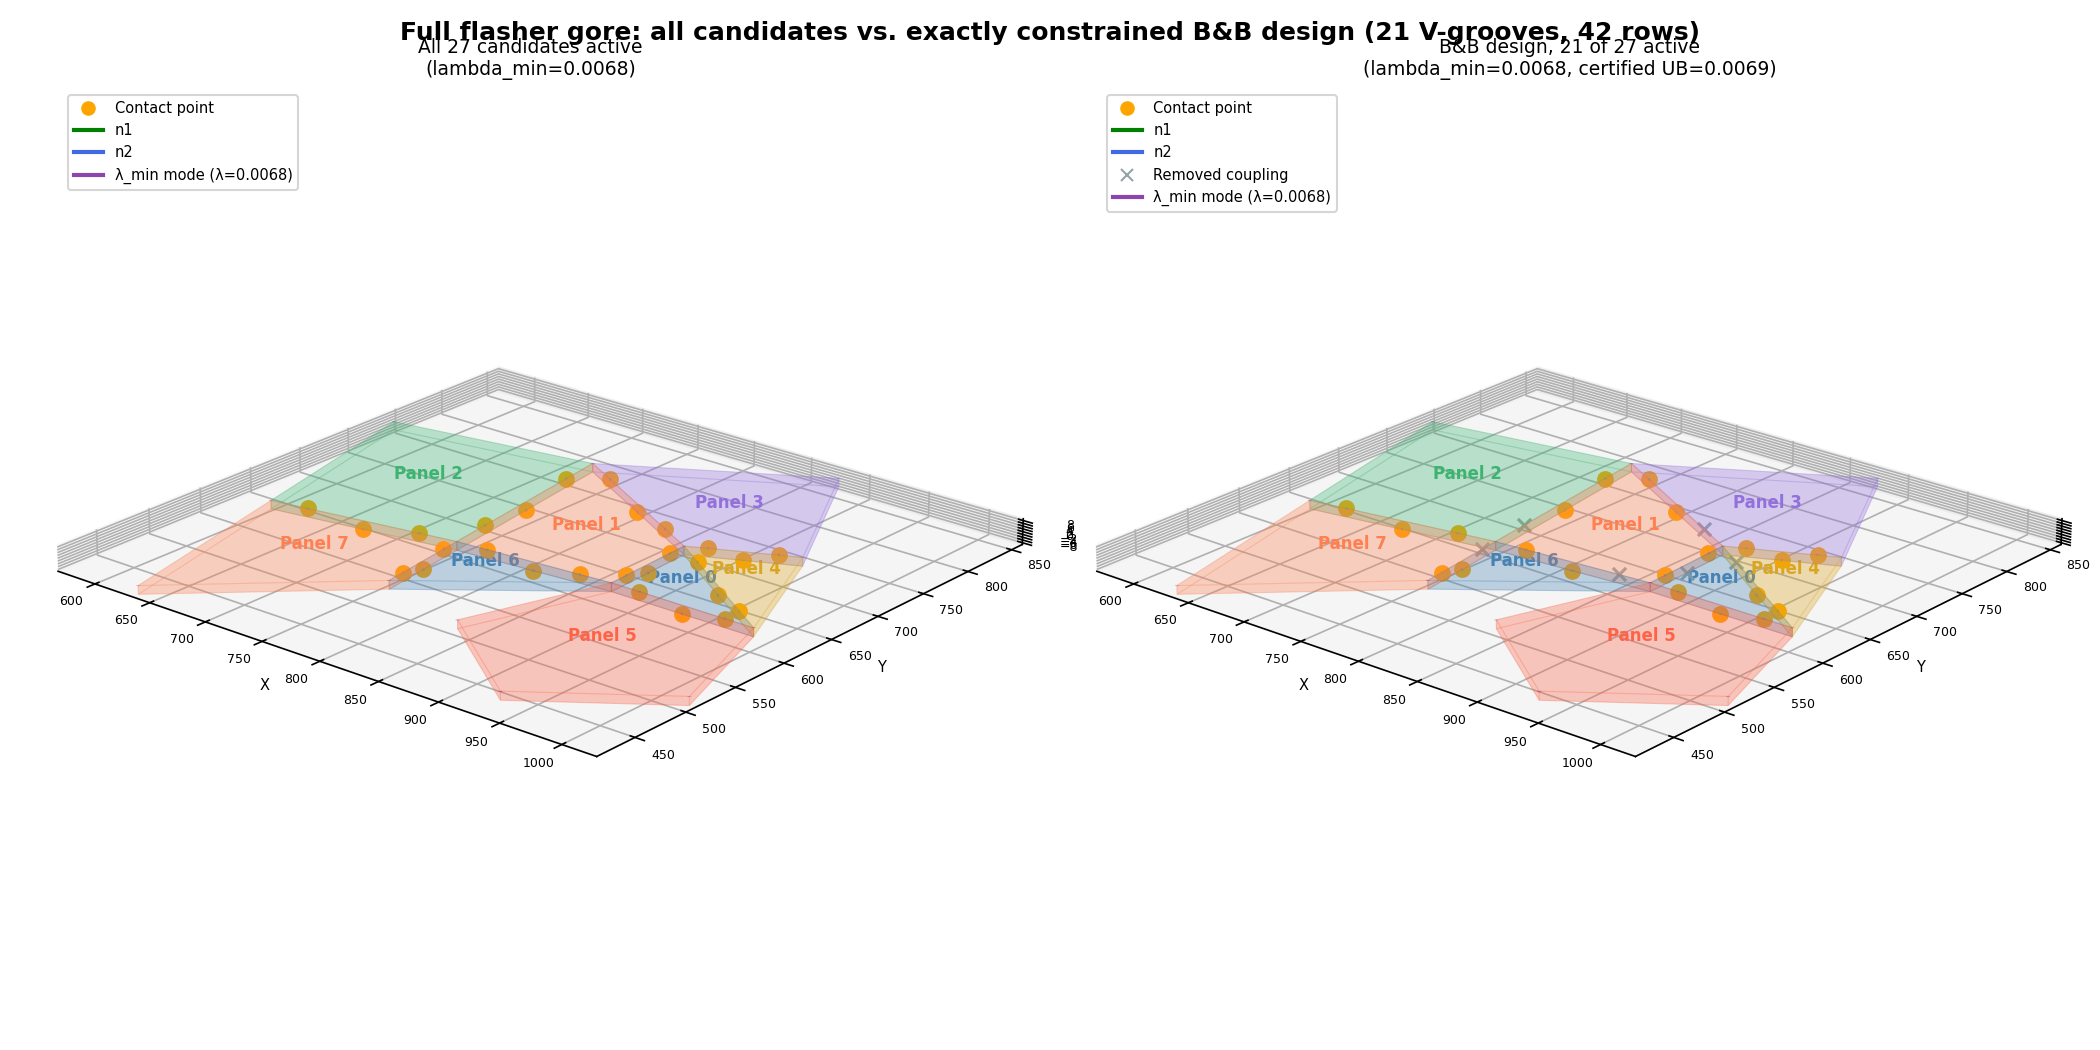 Full flasher gore: all candidates vs. exactly constrained B&B design (21 V-grooves, 42 rows)
All 27 candidates active
(lambda_min=0.0068)
Contact point
n1
n2
λ_min mode (λ=0.0068)
Panel 2
Panel 3
Panel 1
Panel 7
Panel 6
Panel 4
Panel 0
Panel 5
600
650
700
750
800
850
900
950
1000
X
450
500
550
600
650
700
750
800
850
Y
B&B design, 21 of 27 active
(lambda_min=0.0068, certified UB=0.0069)
Contact point
n1
n2
Removed coupling
λ_min mode (λ=0.0068)
Panel 2
Panel 3
Panel 1
Panel 7
Panel 6
Panel 4
Panel 0
Panel 5
600
650
700
750
800
850
900
950
1000
X
450
500
550
600
650
700
750
800
850
Y